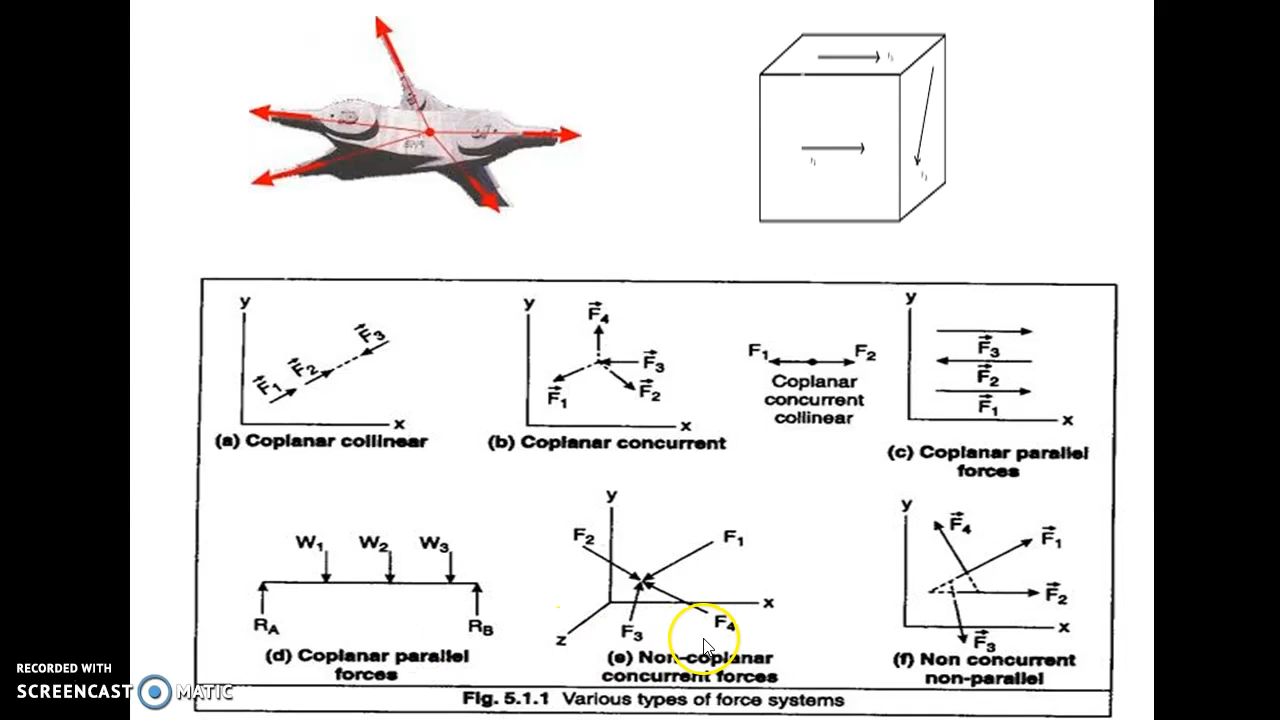 y
F3
F2
F1
x
(a) Coplanar collinear
y
F4
F3
F1
F2
x
(b) Coplanar concurrent
F1
F2
Coplanar
concurrent
collinear
y
F3
F2
F1
x
(c) Coplanar parallel
forces
W1 W2 W3
RA RB
(d) Coplanar parallel
forces
y
F2 F1
x
F3 F4
z
(e) Non-coplanar
concurrent forces
y
F4
F1
F2
F3
x
(f) Non concurrent
non-parallel
Fig. 5.1.1 Various types of force systems
RECORDED WITH
SCREENCAST MATIC